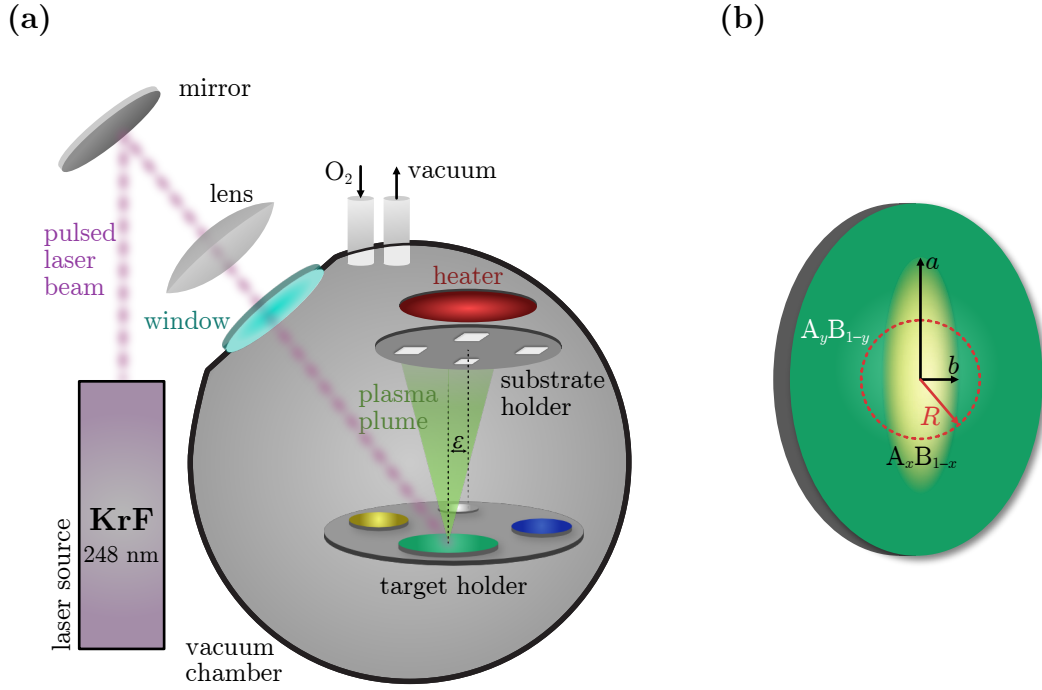 (a)
mirror
lens
O₂
vacuum
pulsed
laser
beam
window
heater
substrate
holder
plasma
plume
ε
KrF
248 nm
laser source
target holder
vacuum
chamber
(b)
a
AyB1–y
b
R
AxB1–x